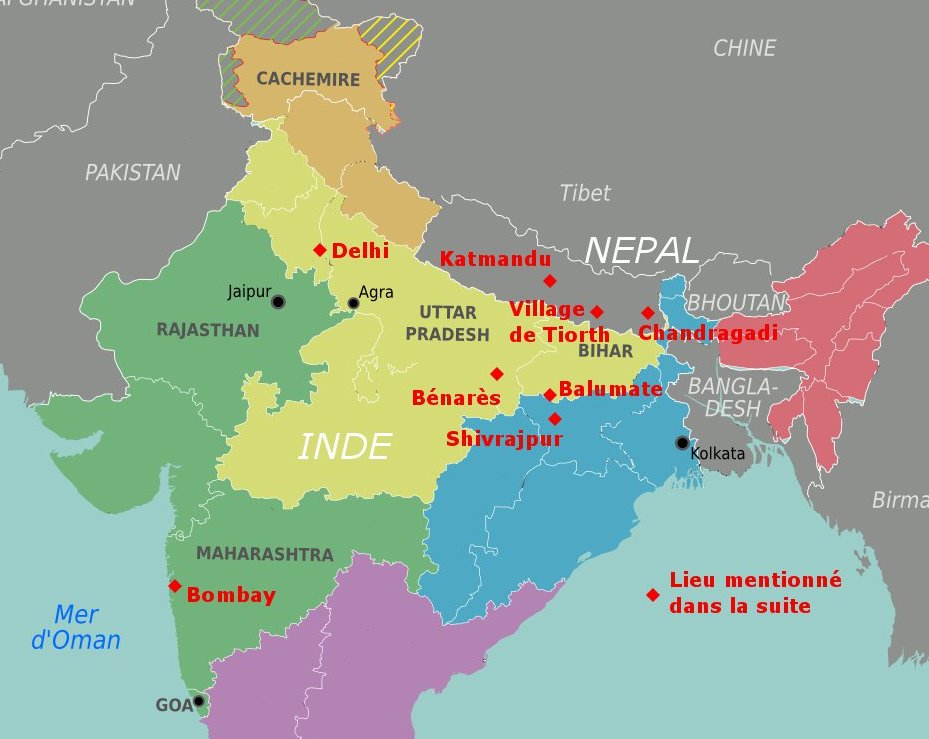 AFGHANISTAN
CHINE
CACHEMIRE
PAKISTAN
Tibet
Delhi
NEPAL
Katmandu
Jaipur
Agra
BHOUTAN
UTTAR
PRADESH
Village
de Tiorth
Chandragadi
RAJASTHAN
BIHAR
BANGLA-
DESH
Balumate
Bénarès
Shivrajpur
INDE
Kolkata
Birma
MAHARASHTRA
Bombay
Lieu mentionné
dans la suite
Mer
d'Oman
GOA